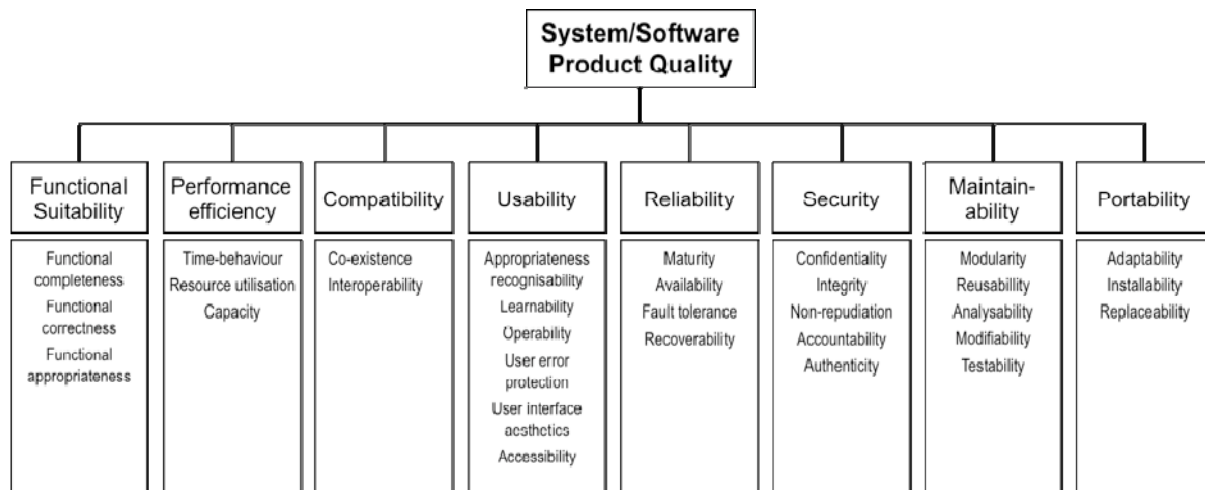 System/Software
Product Quality
Functional
Suitability
Performance
efficiency
Compatibility
Usability
Reliability
Security
Maintain-
ability
Portability
Functional
completeness
Functional
correctness
Functional
appropriateness
Time-behaviour
Resource utilisation
Capacity
Co-existence
Interoperability
Appropriateness
recognisability
Learnability
Operability
User error
protection
User interface
aesthetics
Accessibility
Maturity
Availability
Fault tolerance
Recoverability
Confidentiality
Integrity
Non-repudiation
Accountability
Authenticity
Modularity
Reusabillity
Analysability
Modifiability
Testability
Adaptability
Installability
Replaceability